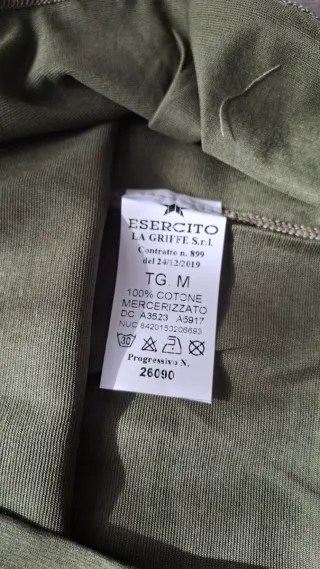 ESERCITO
LA GRIFFE S.r.l.
Contratto n. 899
del 24/12/2019
TG. M
100% COTONE
MERCERIZZATO
DC A3523 A5917
NUC 8420153206693
30
Progressivo N.
26090